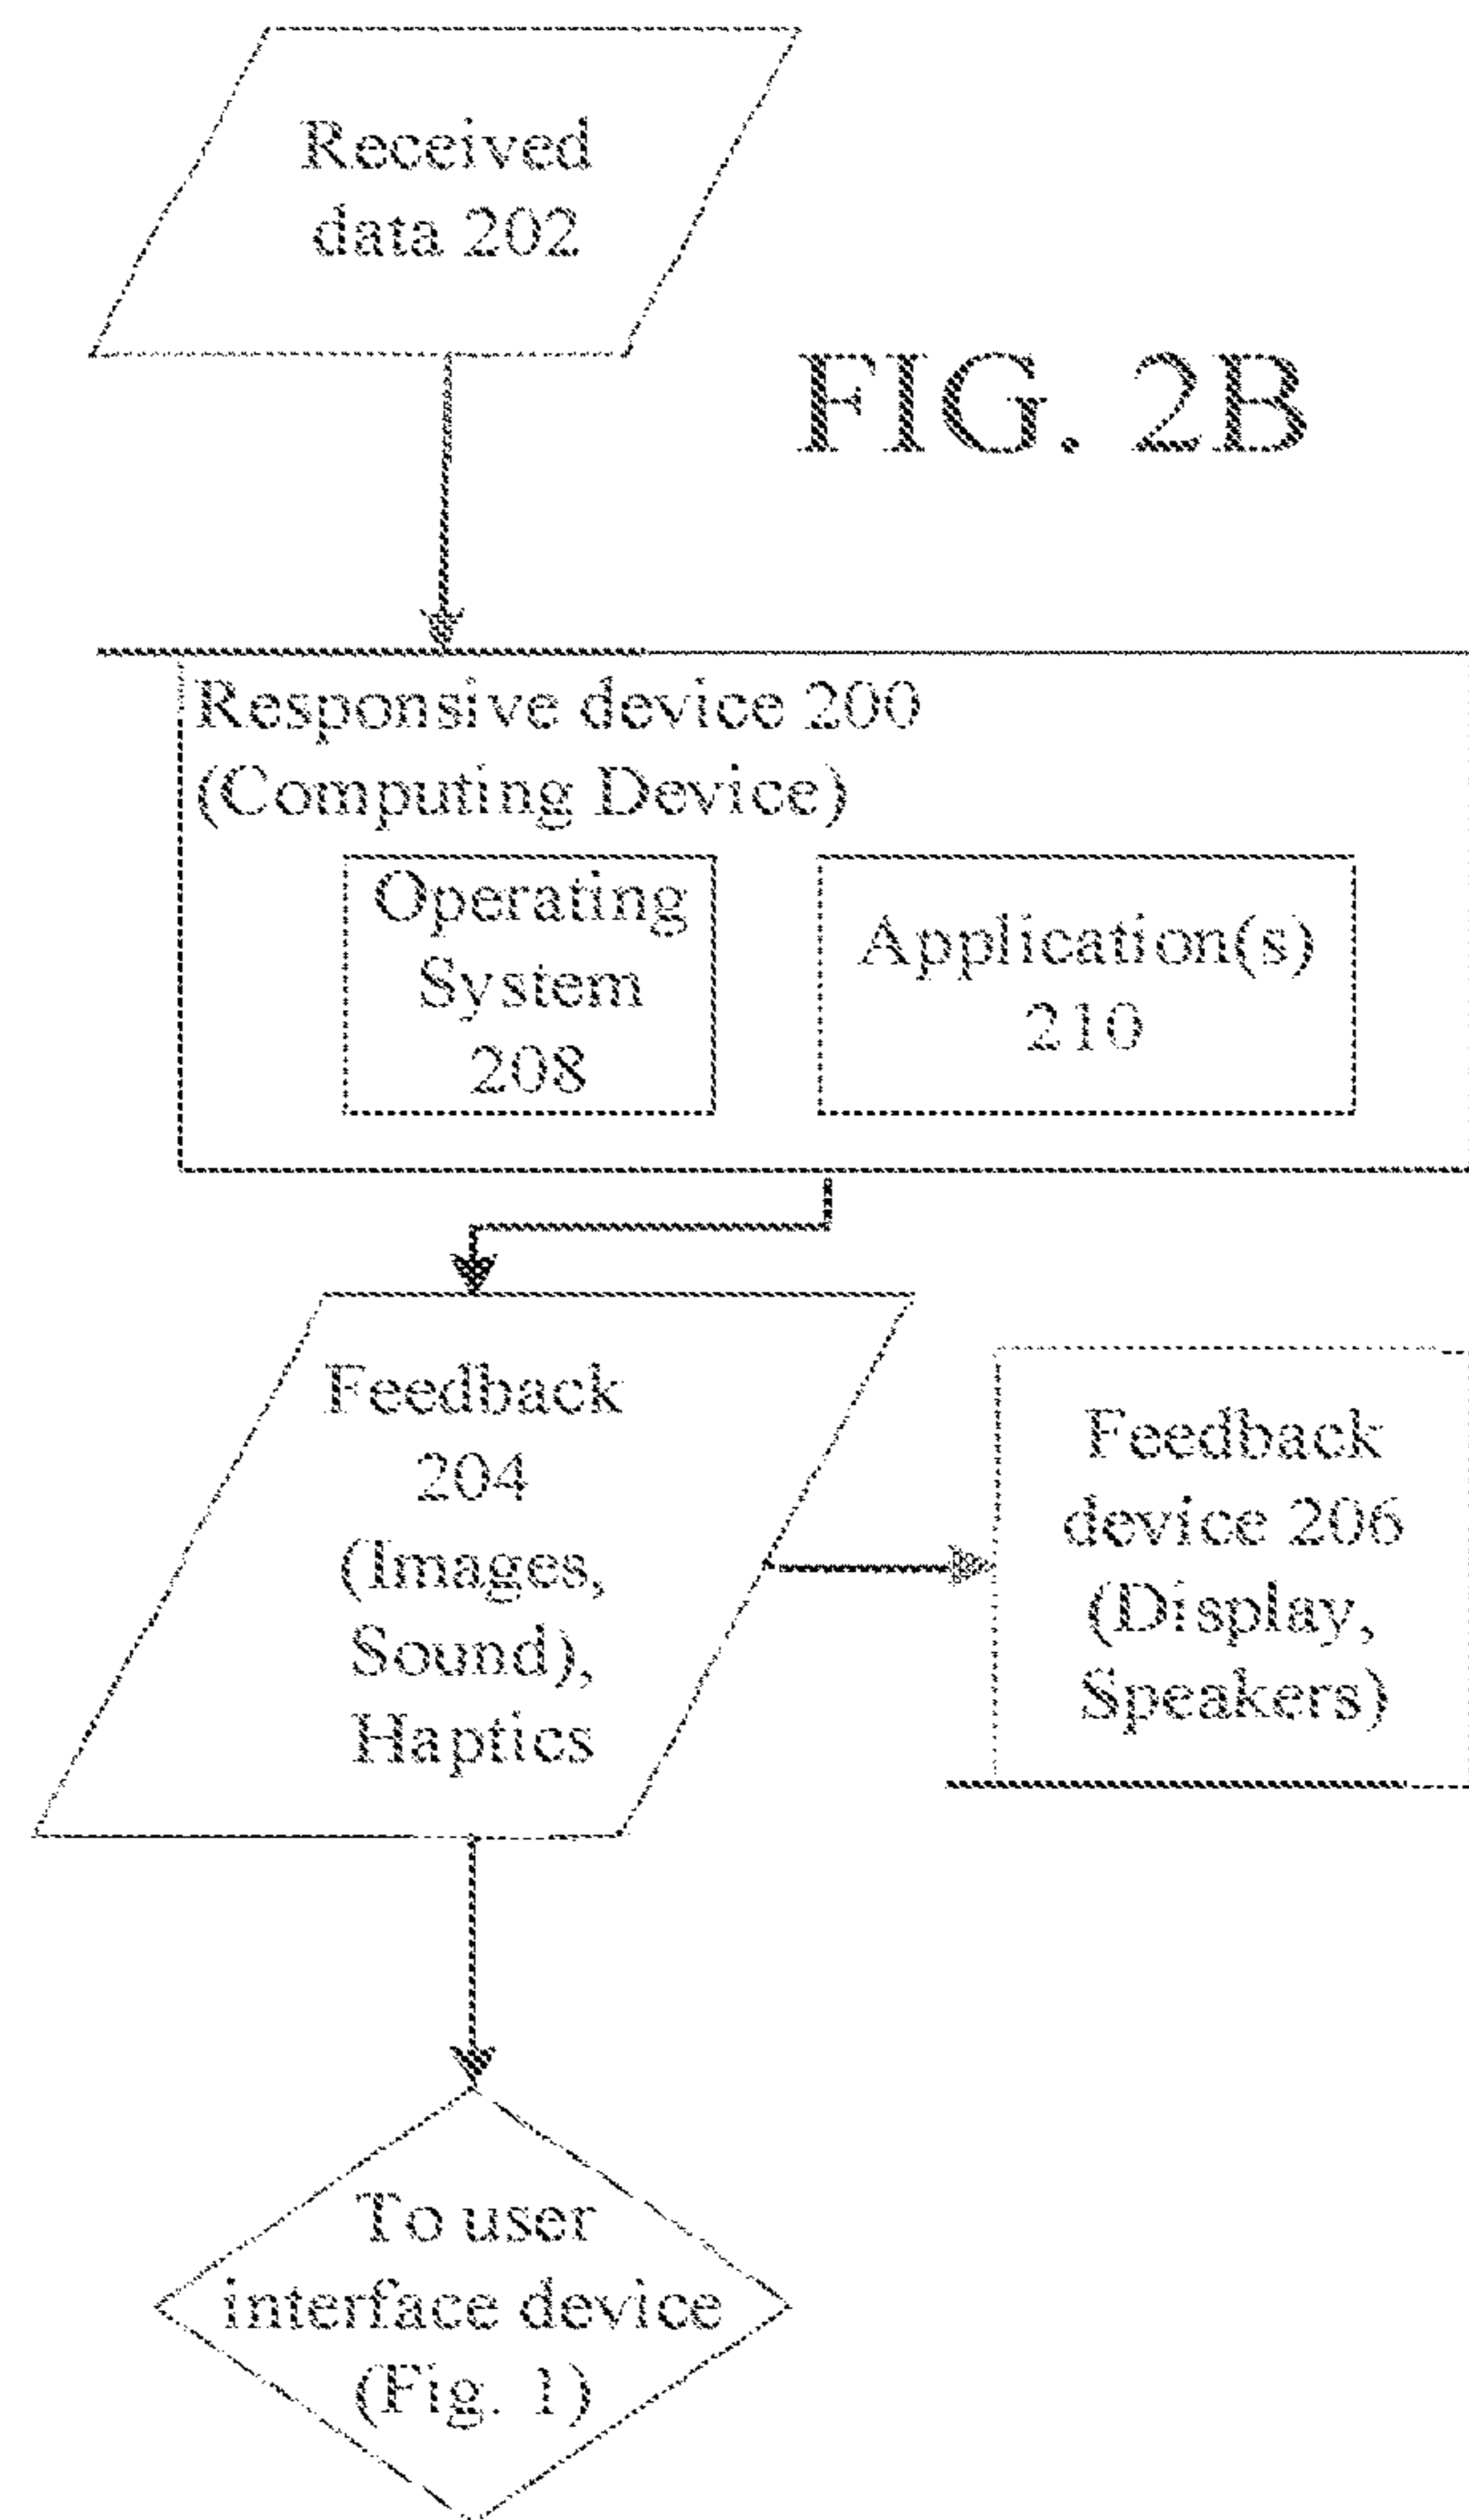 Received
data 202
FIG. 2B
Responsive device 200
(Computing Device)
Operating
System
208
Application(s)
210
Feedback
204
(Images,
Sound),
Haptics
Feedback
device 206
(Display,
Speakers)
To user
interface device
(Fig. 1)